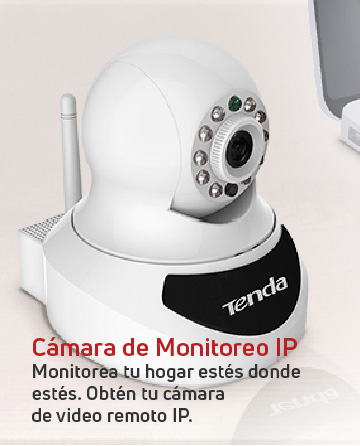 Tenda
Cámara de Monitoreo IP
Monitorea tu hogar estés donde
estés. Obtén tu cámara
de video remoto IP.